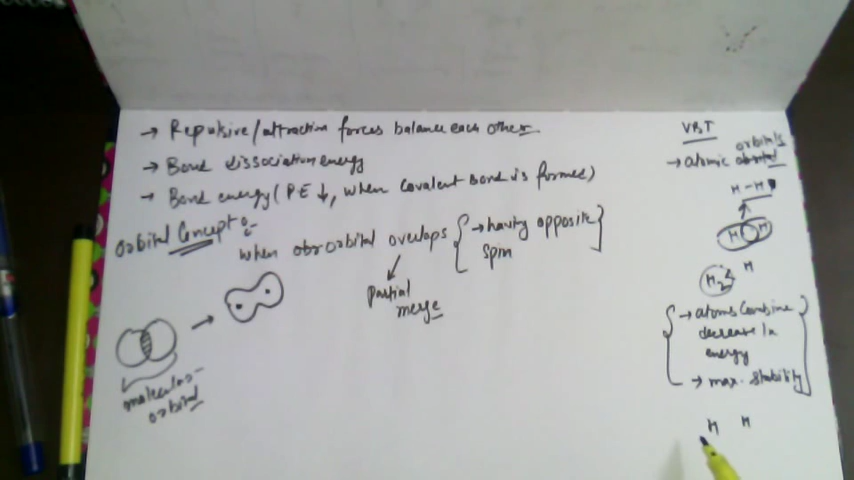 → Repulsive/attraction forces balance each other
→ Bond dissociation energy
→ Bond energy (P.E ↓, when covalent bond is formed)
Orbital Concept :-
when orbital overlaps { → having opposite spin }
Partial
merge
molecular
orbital
VBT
orbitals
→ atomic
H-H
H H
H2 < H
{ → atoms combine
decrease in
energy
→ max. stability }
H H